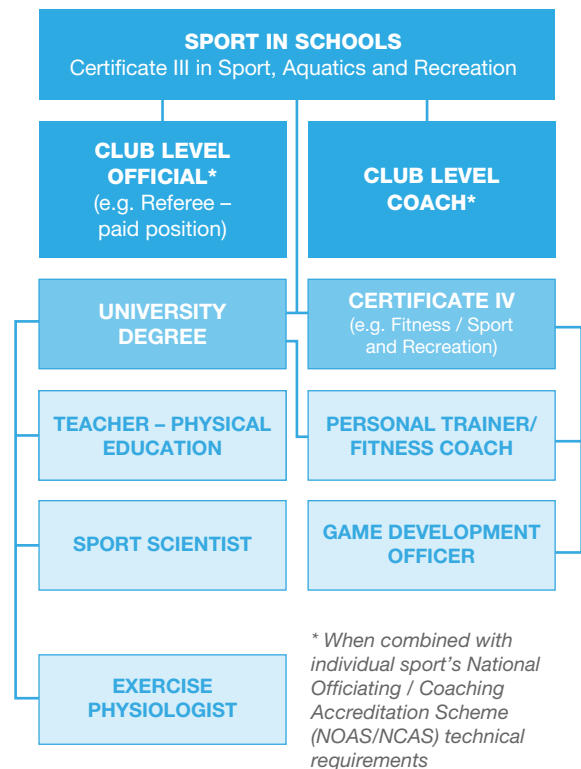 SPORT IN SCHOOLS
Certificate III in Sport, Aquatics and Recreation
CLUB LEVEL
OFFICIAL*
(e.g. Referee –
paid position)
CLUB LEVEL
COACH*
UNIVERSITY
DEGREE
CERTIFICATE IV
(e.g. Fitness / Sport
and Recreation)
TEACHER – PHYSICAL
EDUCATION
PERSONAL TRAINER/
FITNESS COACH
SPORT SCIENTIST
GAME DEVELOPMENT
OFFICER
EXERCISE
PHYSIOLOGIST
* When combined with
individual sport's National
Officiating / Coaching
Accreditation Scheme
(NOAS/NCAS) technical
requirements